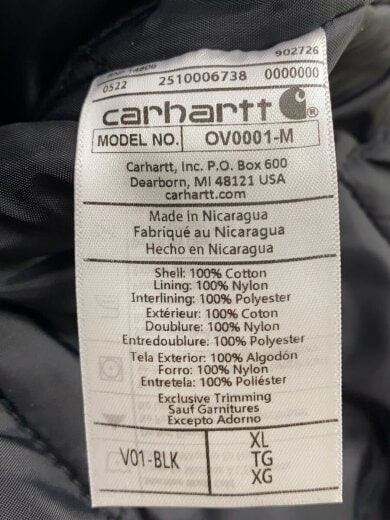 902726
RN# 14806
0522 2510006738 0000000
carhartt ®
MODEL NO. OV0001-M
Carhartt, Inc. P.O. Box 600
Dearborn, MI 48121 USA
carhartt.com
Made in Nicaragua
Fabriqué au Nicaragua
Hecho en Nicaragua
Shell: 100% Cotton
Lining: 100% Nylon
Interlining: 100% Polyester
Extérieur: 100% Coton
Doublure: 100% Nylon
Entredoublure: 100% Polyester
Tela Exterior: 100% Algodón
Forro: 100% Nylon
Entretela: 100% Poliéster
Exclusive Trimming
Sauf Garnitures
Excepto Adorno
V01-BLK
XL
TG
XG